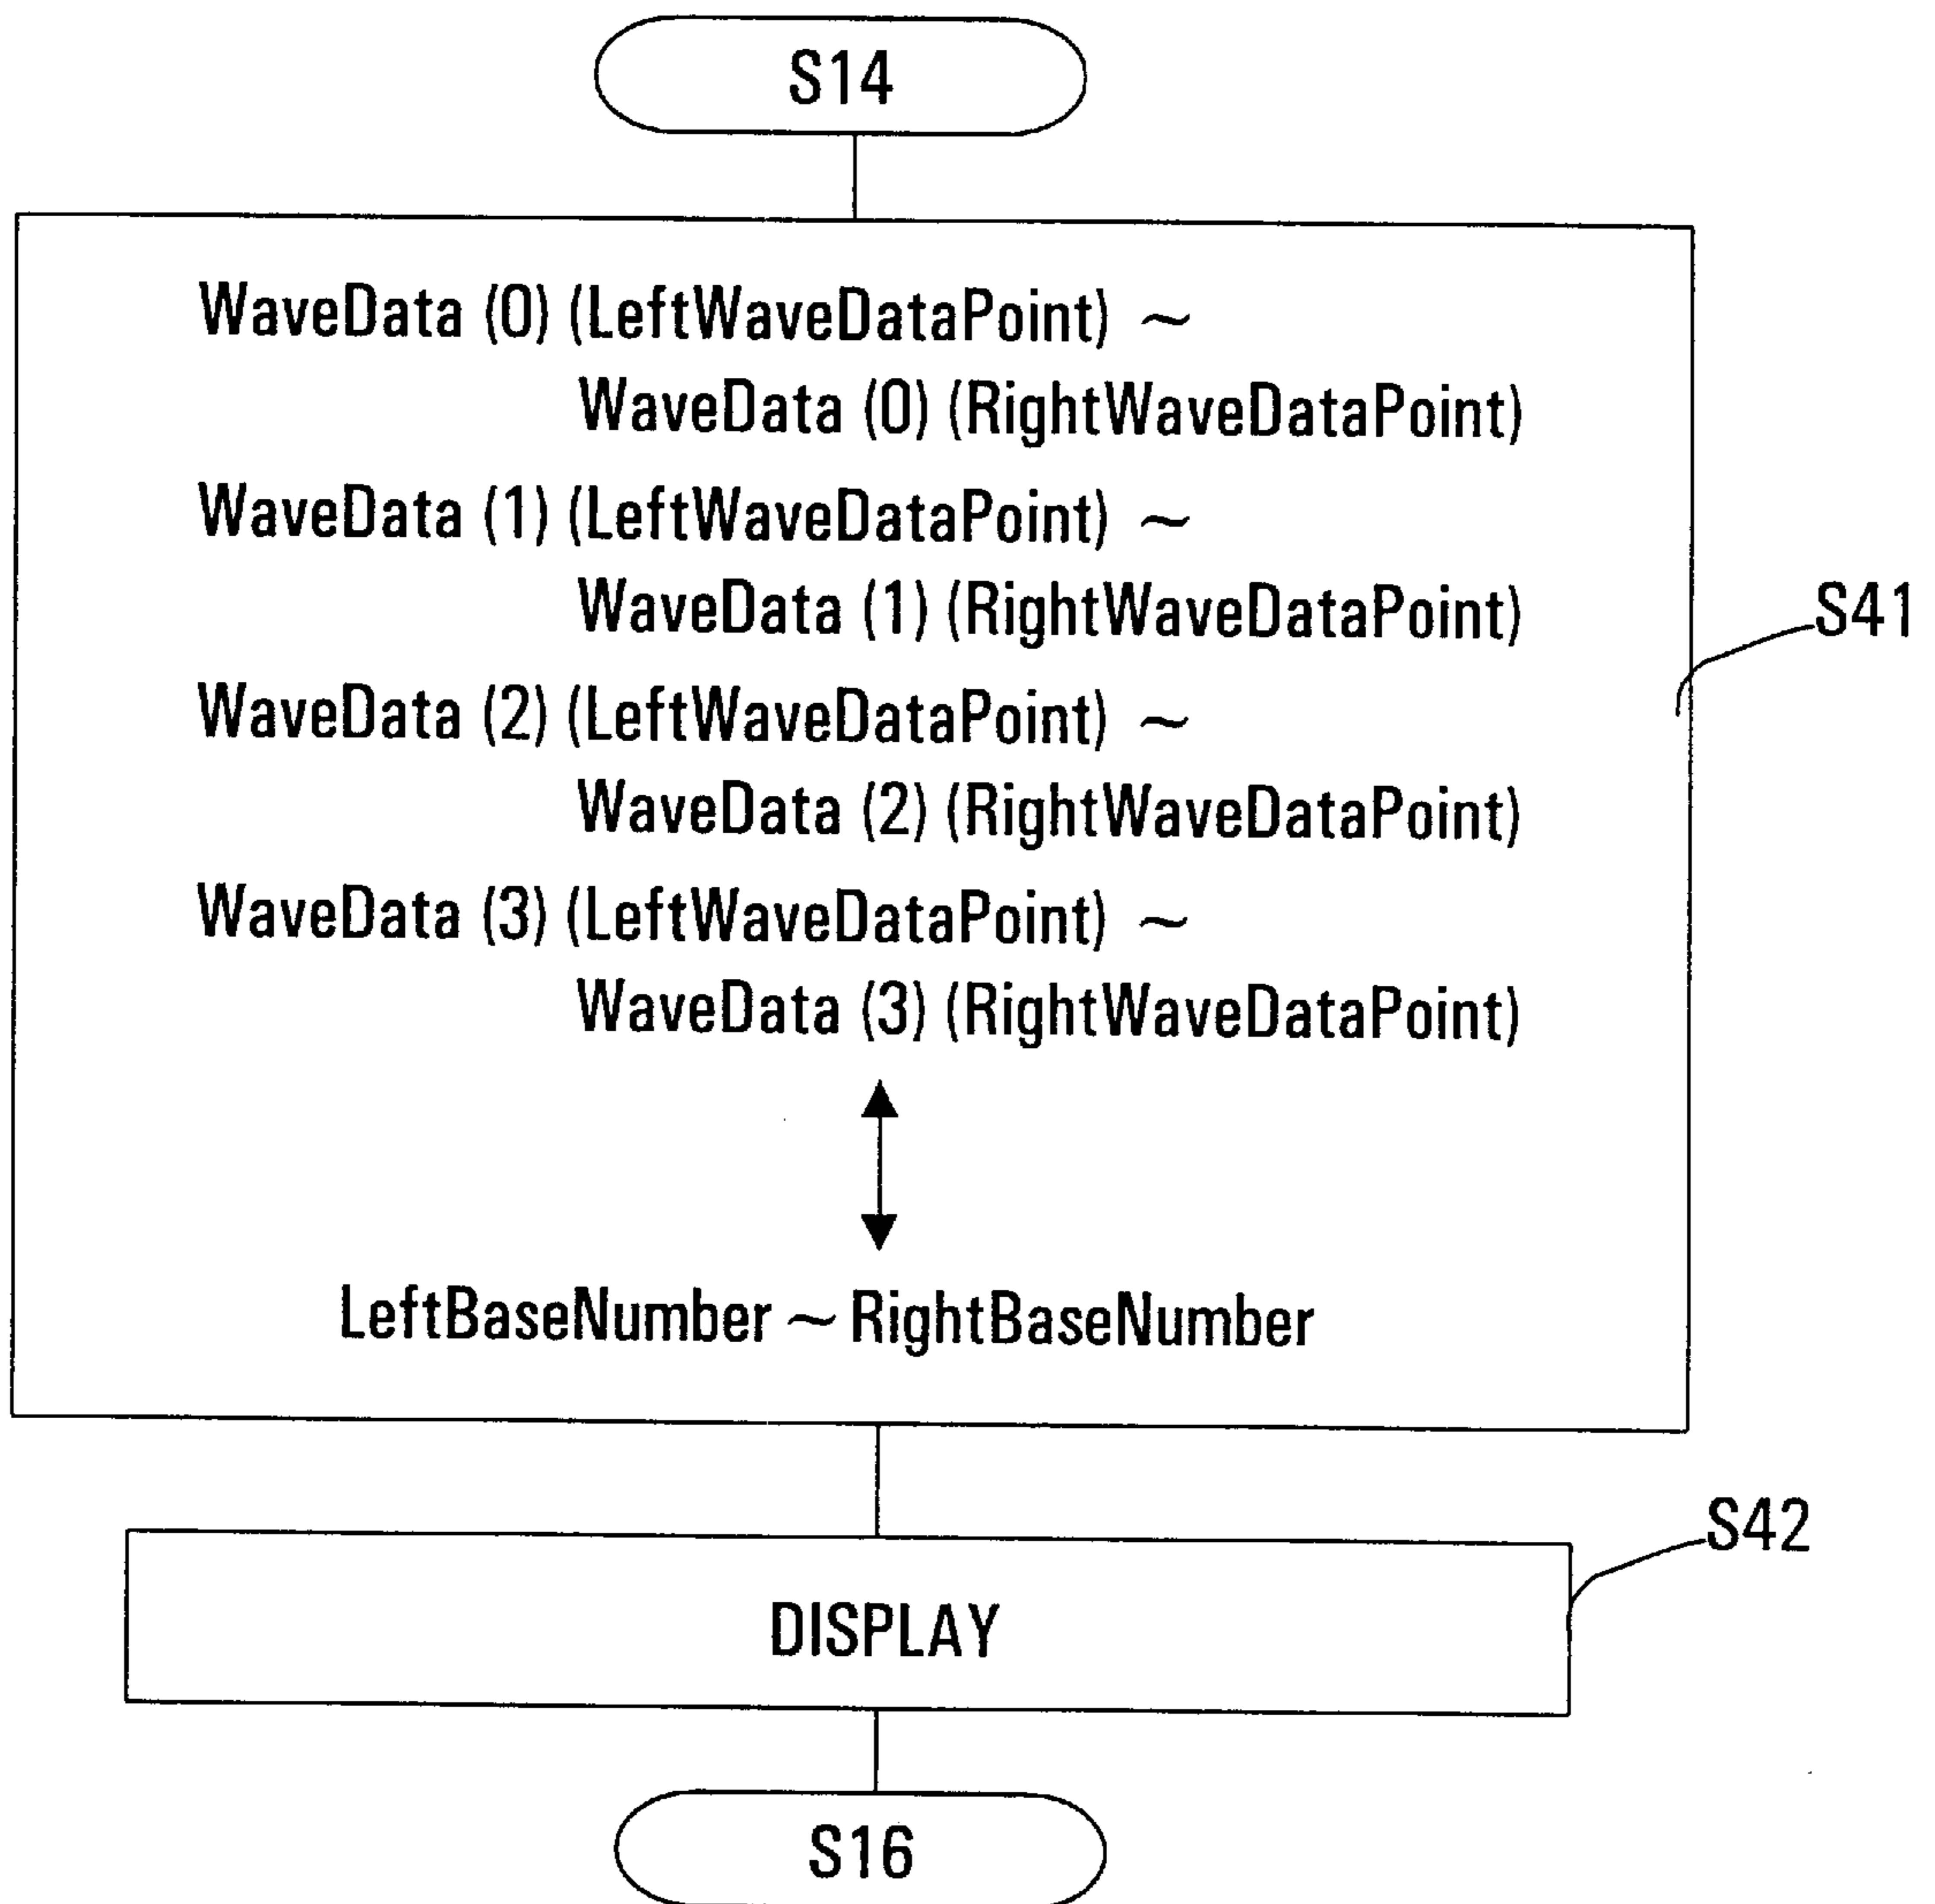 S14
WaveData (0) (LeftWaveDataPoint) ~
WaveData (0) (RightWaveDataPoint)
WaveData (1) (LeftWaveDataPoint) ~
WaveData (1) (RightWaveDataPoint)
S41
WaveData (2) (LeftWaveDataPoint) ~
WaveData (2) (RightWaveDataPoint)
WaveData (3) (LeftWaveDataPoint) ~
WaveData (3) (RightWaveDataPoint)
LeftBaseNumber ~ RightBaseNumber
S42
DISPLAY
S16